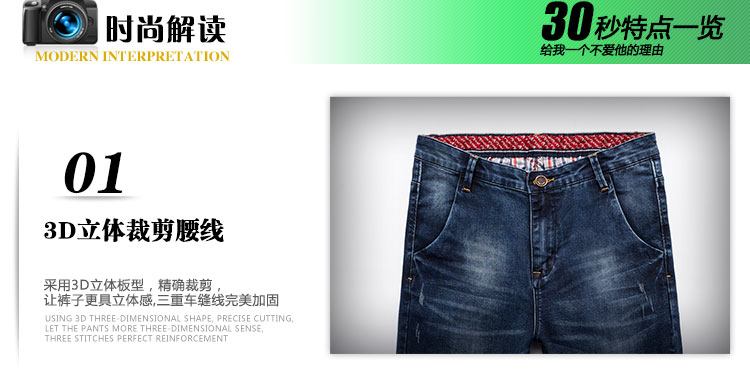 时尚解读
MODERN INTERPRETATION
30秒特点一览
给我一个不爱他的理由
01
3D立体裁剪腰线
采用3D立体板型，精确裁剪，
让裤子更具立体感,三重车缝线完美加固
USING 3D THREE-DIMENSIONAL SHAPE, PRECISE CUTTING,
LET THE PANTS MORE THREE-DIMENSIONAL SENSE,
THREE STITCHES PERFECT REINFORCEMENT